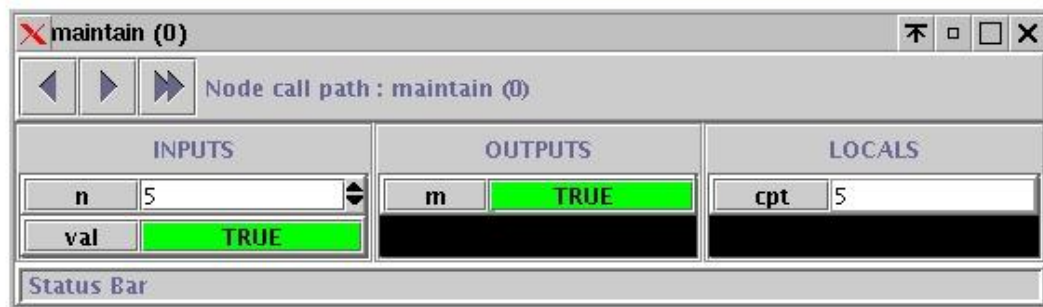 maintain (0)
Node call path : maintain (0)
INPUTS OUTPUTS LOCALS
n 5 m TRUE cpt 5
val TRUE
Status Bar